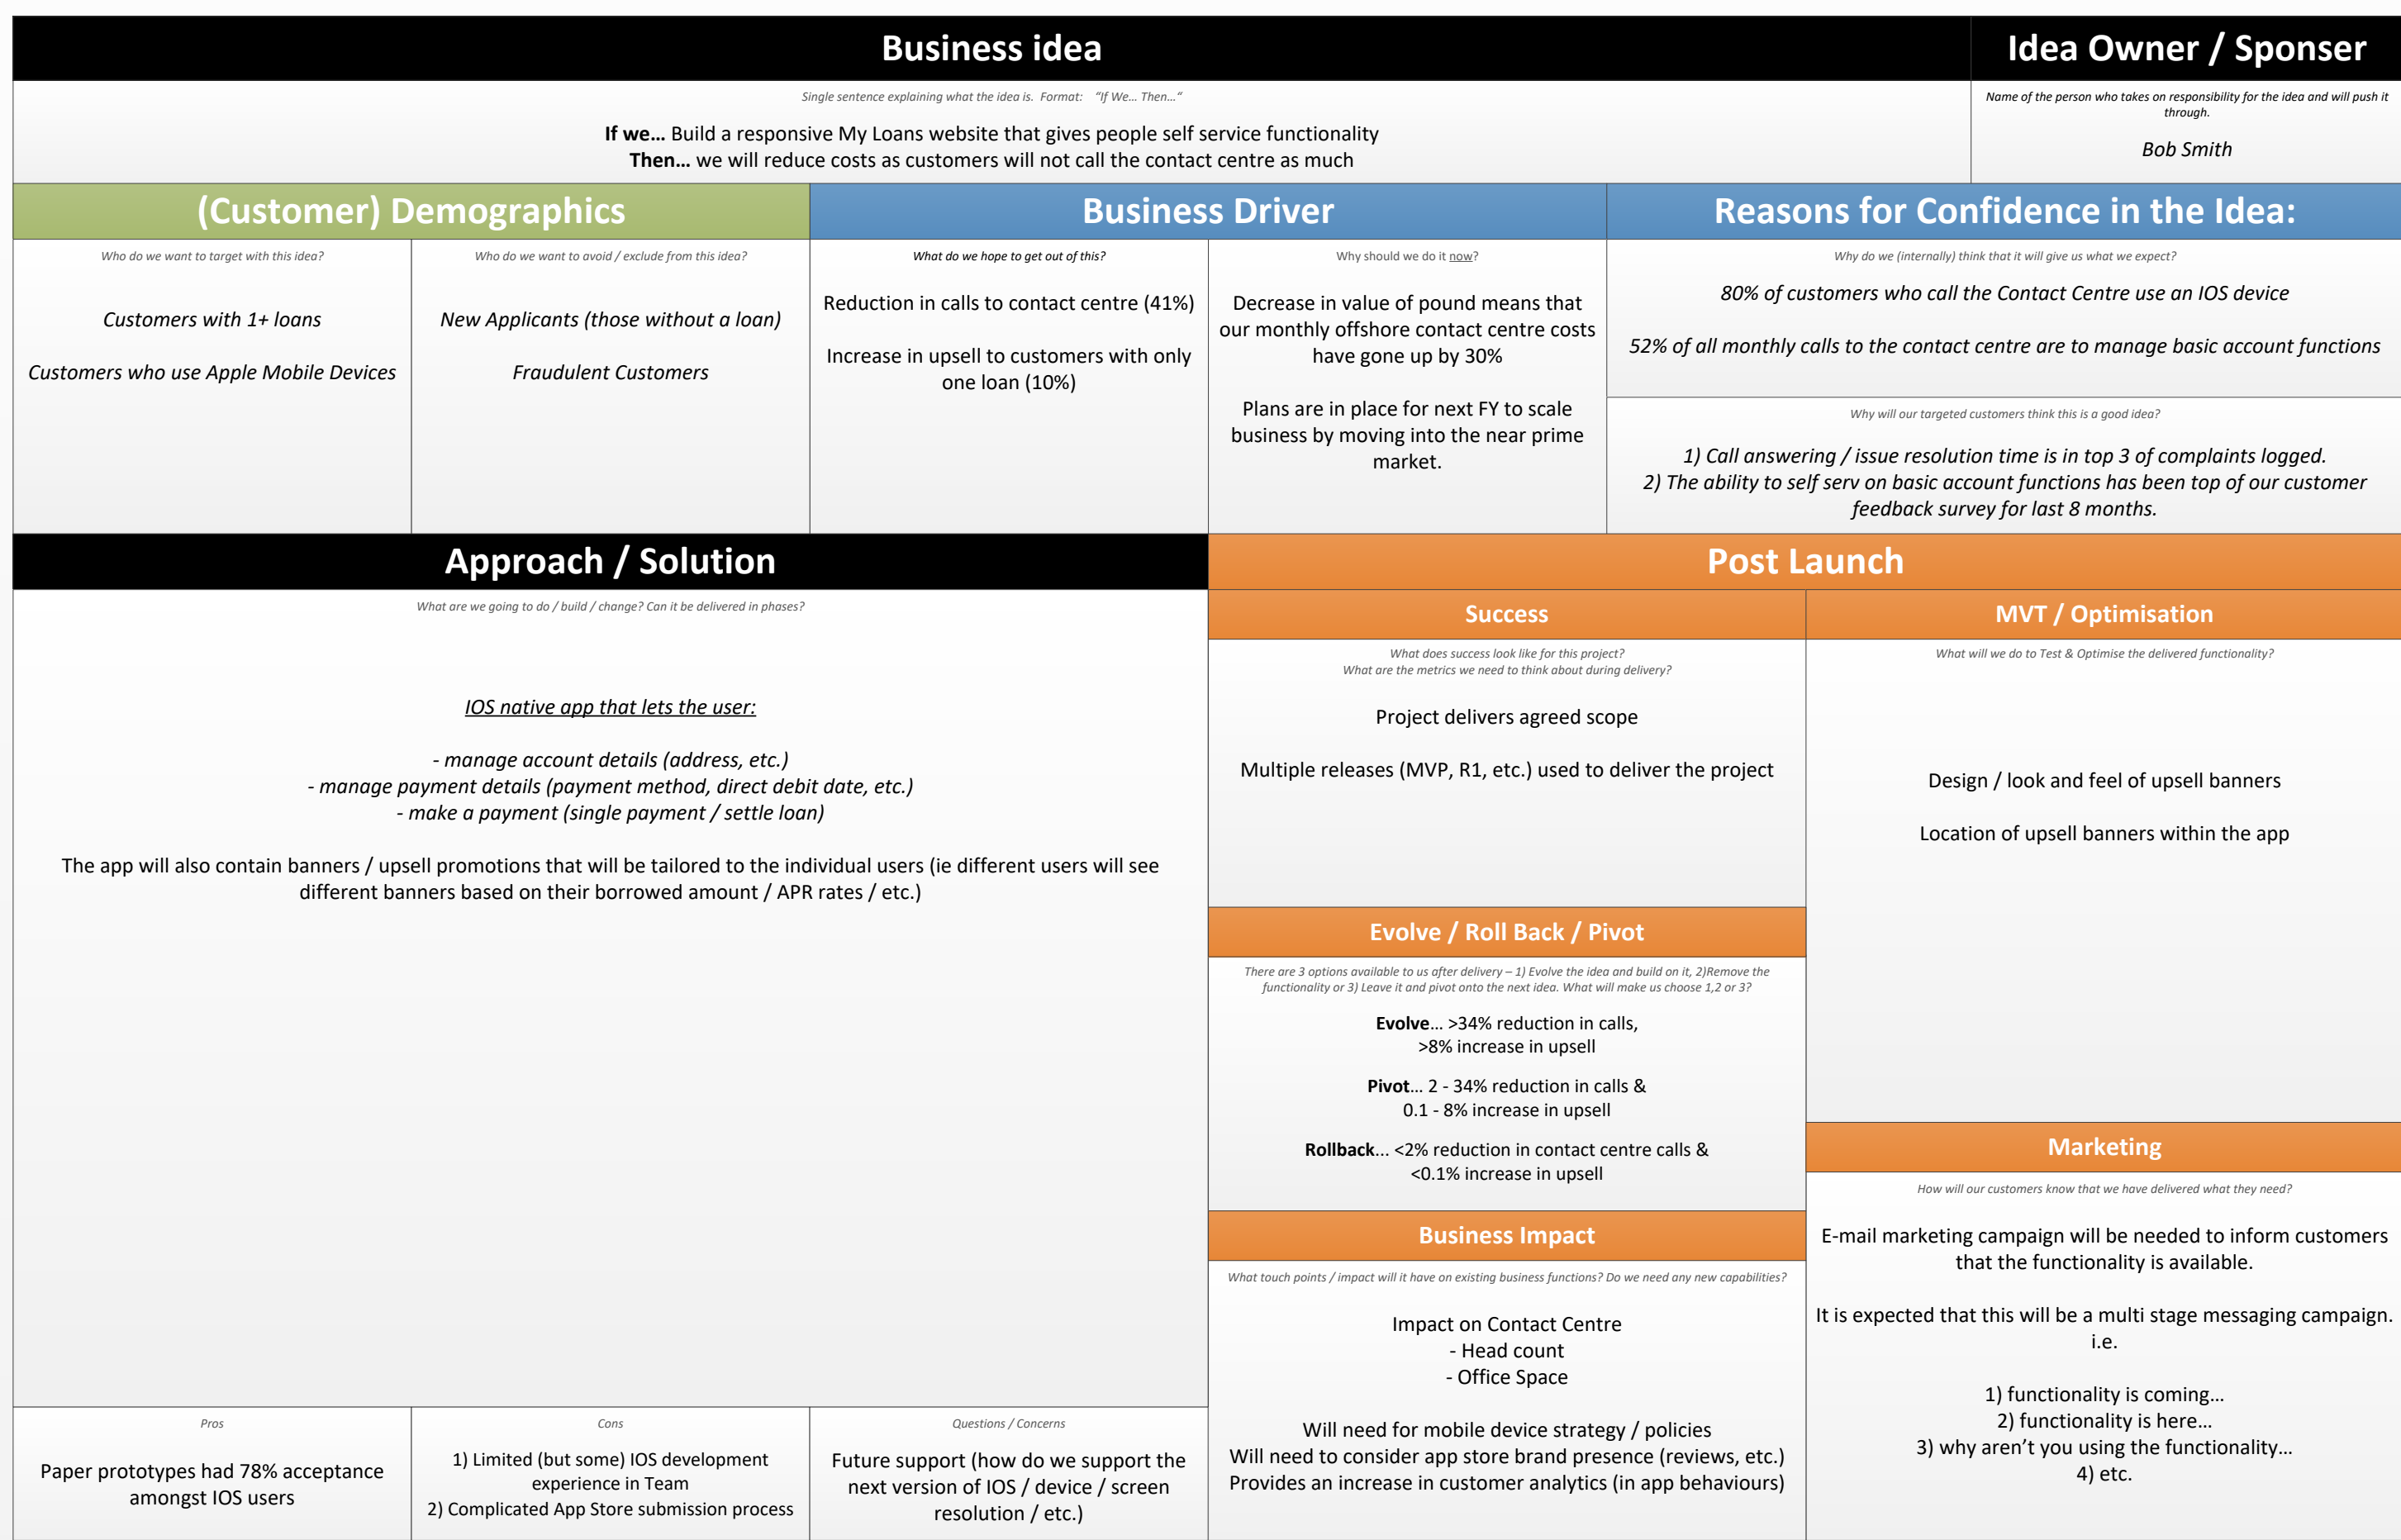 Business idea
Idea Owner / Sponser
Single sentence explaining what the idea is.  Format:    “If We… Then…“
If we… Build a responsive My Loans website that gives people self service functionality
Then… we will reduce costs as customers will not call the contact centre as much
Name of the person who takes on responsibility for the idea and will push it
through.
Bob Smith
(Customer) Demographics
Business Driver
Reasons for Confidence in the Idea:
Who do we want to target with this idea?
Customers with 1+ loans
Customers who use Apple Mobile Devices
Who do we want to avoid / exclude from this idea?
New Applicants (those without a loan)
Fraudulent Customers
What do we hope to get out of this?
Reduction in calls to contact centre (41%)
Increase in upsell to customers with only
one loan (10%)
Why should we do it now?
Decrease in value of pound means that
our monthly offshore contact centre costs
have gone up by 30%
Plans are in place for next FY to scale
business by moving into the near prime
market.
Why do we (internally) think that it will give us what we expect?
80% of customers who call the Contact Centre use an IOS device
52% of all monthly calls to the contact centre are to manage basic account functions
Why will our targeted customers think this is a good idea?
1) Call answering / issue resolution time is in top 3 of complaints logged.
2) The ability to self serv on basic account functions has been top of our customer
feedback survey for last 8 months.
Approach / Solution
What are we going to do / build / change? Can it be delivered in phases?
IOS native app that lets the user:
- manage account details (address, etc.)
- manage payment details (payment method, direct debit date, etc.)
- make a payment (single payment / settle loan)
The app will also contain banners / upsell promotions that will be tailored to the individual users (ie different users will see
different banners based on their borrowed amount / APR rates / etc.)
Pros
Paper prototypes had 78% acceptance
amongst IOS users
Cons
1) Limited (but some) IOS development
experience in Team
2) Complicated App Store submission process
Questions / Concerns
Future support (how do we support the
next version of IOS / device / screen
resolution / etc.)
Post Launch
Success
What does success look like for this project?
What are the metrics we need to think about during delivery?
Project delivers agreed scope
Multiple releases (MVP, R1, etc.) used to deliver the project
Evolve / Roll Back / Pivot
There are 3 options available to us after delivery – 1) Evolve the idea and build on it, 2)Remove the
functionality or 3) Leave it and pivot onto the next idea. What will make us choose 1,2 or 3?
Evolve… >34% reduction in calls,
>8% increase in upsell
Pivot… 2 - 34% reduction in calls &
0.1 - 8% increase in upsell
Rollback… <2% reduction in contact centre calls &
<0.1% increase in upsell
Business Impact
What touch points / impact will it have on existing business functions? Do we need any new capabilities?
Impact on Contact Centre
- Head count
- Office Space
Will need for mobile device strategy / policies
Will need to consider app store brand presence (reviews, etc.)
Provides an increase in customer analytics (in app behaviours)
MVT / Optimisation
What will we do to Test & Optimise the delivered functionality?
Design / look and feel of upsell banners
Location of upsell banners within the app
Marketing
How will our customers know that we have delivered what they need?
E-mail marketing campaign will be needed to inform customers
that the functionality is available.
It is expected that this will be a multi stage messaging campaign.
i.e.
1) functionality is coming…
2) functionality is here…
3) why aren’t you using the functionality…
4) etc.